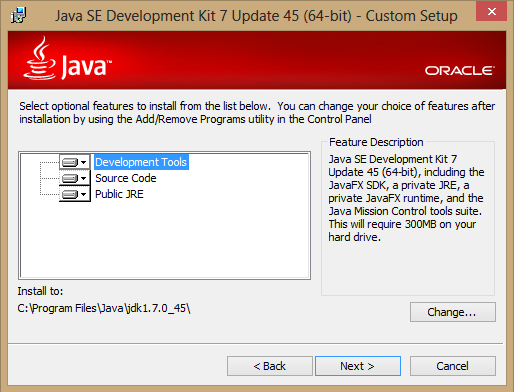 Java SE Development Kit 7 Update 45 (64-bit) - Custom Setup
Java™
ORACLE®
Select optional features to install from the list below. You can change your choice of features after
installation by using the Add/Remove Programs utility in the Control Panel
Development Tools
Source Code
Public JRE
Feature Description
Java SE Development Kit 7
Update 45 (64-bit), including the
JavaFX SDK, a private JRE, a
private JavaFX runtime, and the
Java Mission Control tools suite.
This will require 300MB on your
hard drive.
Install to:
C:\Program Files\Java\jdk1.7.0_45\
Change...
< Back
Next >
Cancel